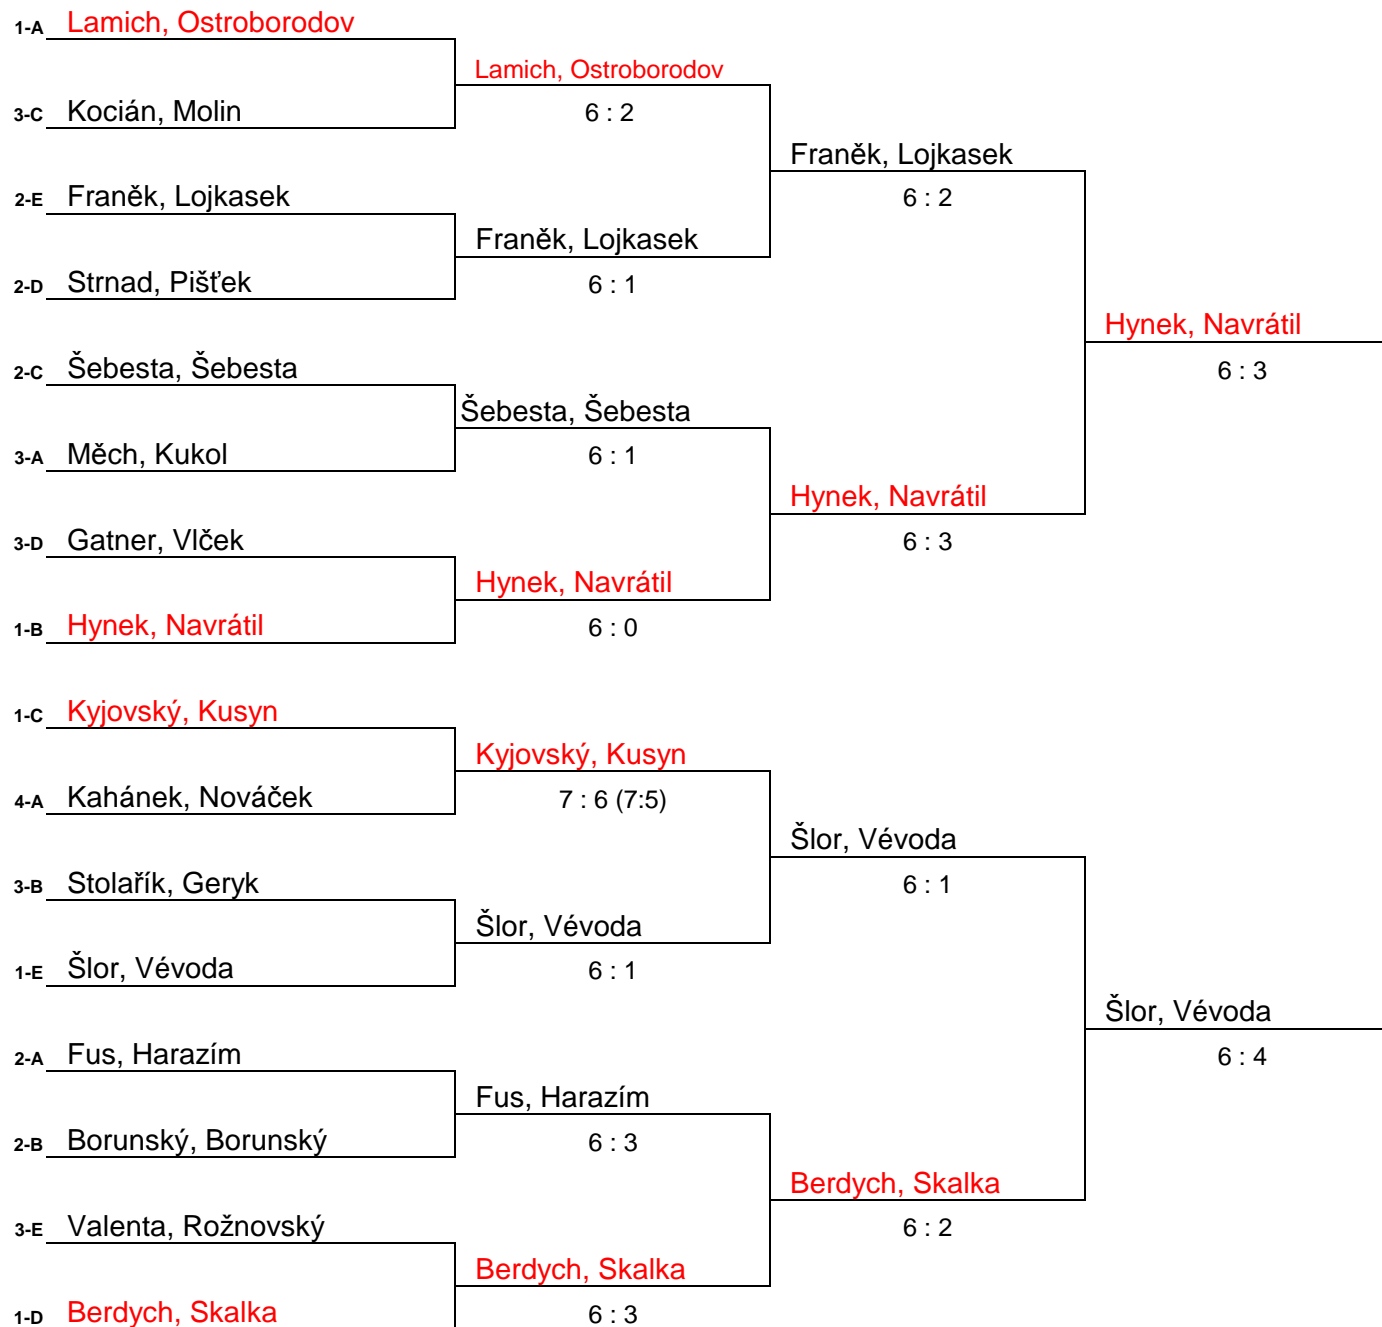 1-A Lamich, Ostroborodov
Lamich, Ostroborodov
3-C Kocián, Molin
6 : 2
Franěk, Lojkasek
2-E Franěk, Lojkasek
6 : 2
Franěk, Lojkasek
2-D Strnad, Pišťek
6 : 1
Hynek, Navrátil
2-C Šebesta, Šebesta
6 : 3
Šebesta, Šebesta
3-A Měch, Kukol
6 : 1
Hynek, Navrátil
3-D Gatner, Vlček
6 : 3
Hynek, Navrátil
1-B Hynek, Navrátil
6 : 0
1-C Kyjovský, Kusyn
Kyjovský, Kusyn
4-A Kahánek, Nováček
7 : 6 (7:5)
Šlor, Vévoda
3-B Stolařík, Geryk
6 : 1
Šlor, Vévoda
1-E Šlor, Vévoda
6 : 1
Šlor, Vévoda
2-A Fus, Harazím
6 : 4
Fus, Harazím
2-B Borunský, Borunský
6 : 3
Berdych, Skalka
3-E Valenta, Rožnovský
6 : 2
Berdych, Skalka
1-D Berdych, Skalka
6 : 3